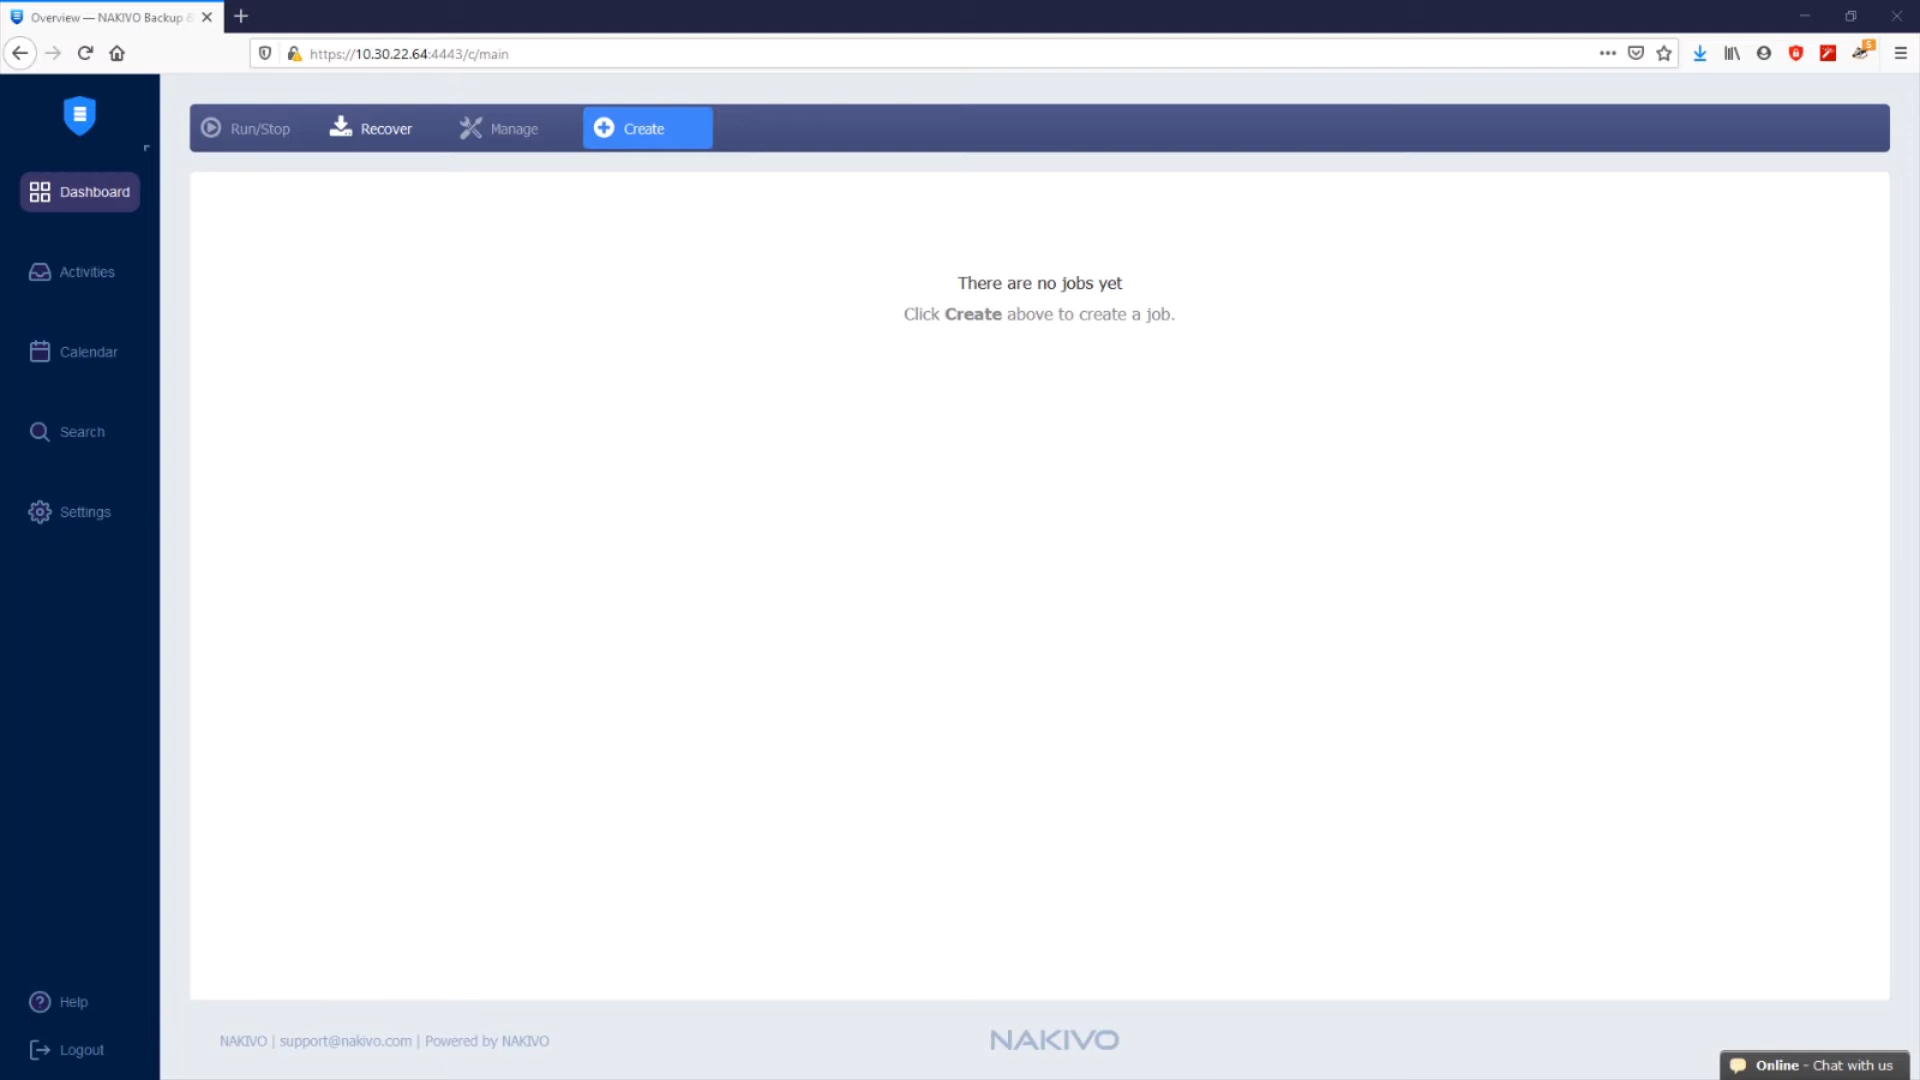 Overview — NAKIVO Backup &
https://10.30.22.64:4443/c/main
5
Run/Stop
Recover
Manage
Create
Dashboard
Activities
Calendar
Search
Settings
There are no jobs yet
Click Create above to create a job.
Help
Logout
NAKIVO | support@nakivo.com | Powered by NAKIVO
NAKIVO
Online - Chat with us